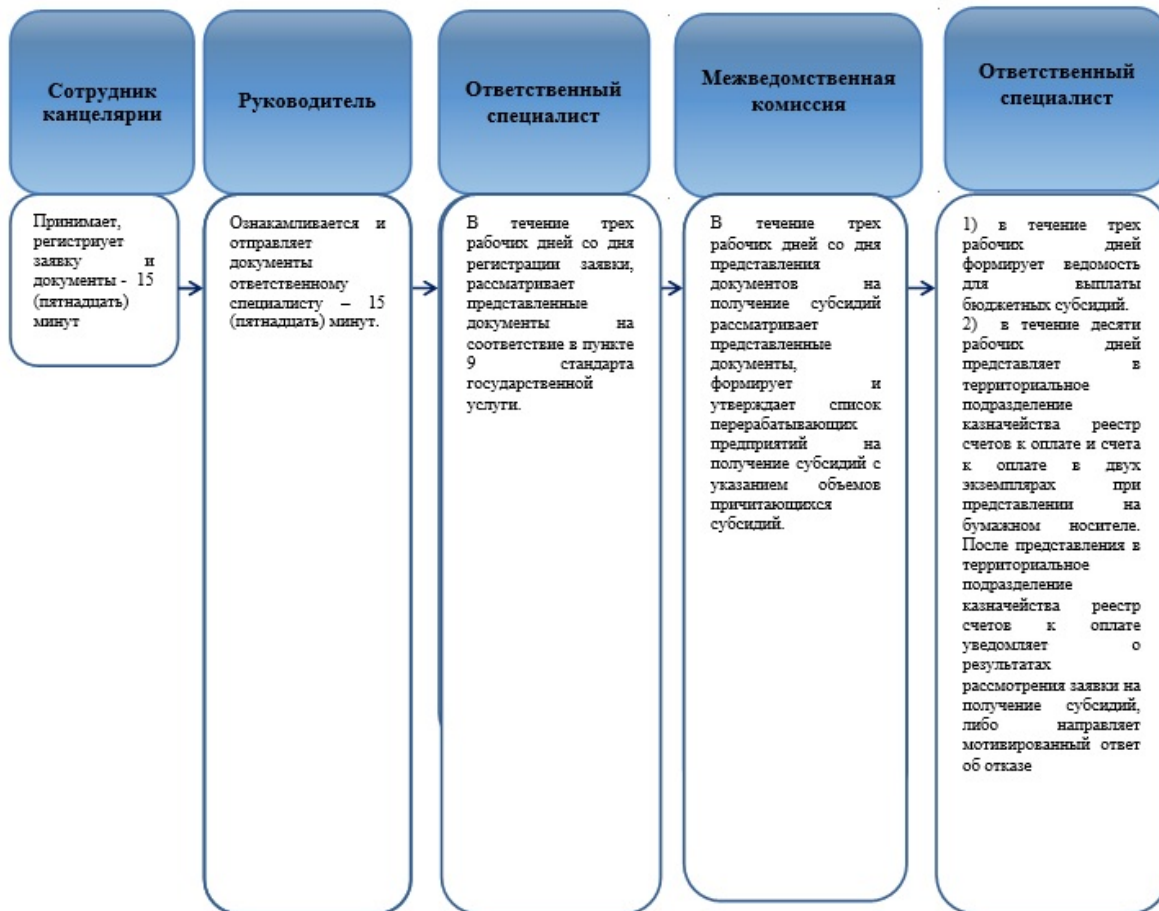 Сотрудник
канцелярии
Руководитель
Ответственный
специалист
Межведомственная
комиссия
Ответственный
специалист
Принимает,
регистриует
заявку и
документы - 15
(пятнадцать)
минут
Ознакамливается и
отправляет
документы
ответственному
специалисту – 15
(пятнадцать) минут.
В течение трех
рабочих дней со дня
регистрации заявки,
рассматривает
представленные
документы на
соответствие в пункте
9 стандарта
государственной
услуги.
В течение трех
рабочих дней со дня
представления
документов на
получение субсидий
рассматривает
представленные
документы,
формирует и
утверждает список
перерабатывающих
предприятий на
получение субсидий с
указанием объемов
причитающихся
субсидий.
1) в течение трех
рабочих дней
формирует ведомость
для выплаты
бюджетных субсидий.
2) в течение десяти
рабочих дней
представляет в
территориальное
подразделение
казначейства реестр
счетов к оплате и счета
к оплате в двух
экземплярах при
представлении на
бумажном носителе.
После представления в
территориальное
подразделение
казначейства реестр
счетов к оплате
уведомляет о
результатах
рассмотрения заявки на
получение субсидий,
либо направляет
мотивированный ответ
об отказе